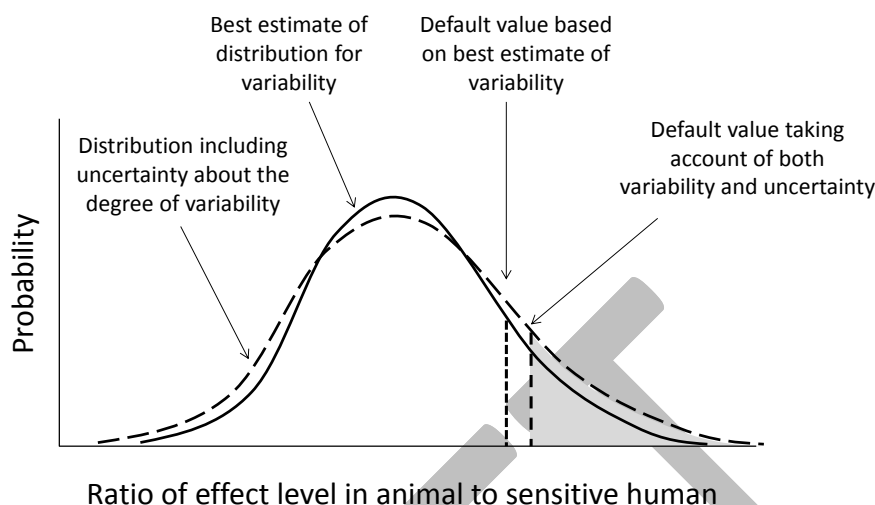 Best estimate of
distribution for
variability
Default value based
on best estimate of
variability
Distribution including
uncertainty about the
degree of variability
Default value taking
account of both
variability and uncertainty
Probability
Ratio of effect level in animal to sensitive human